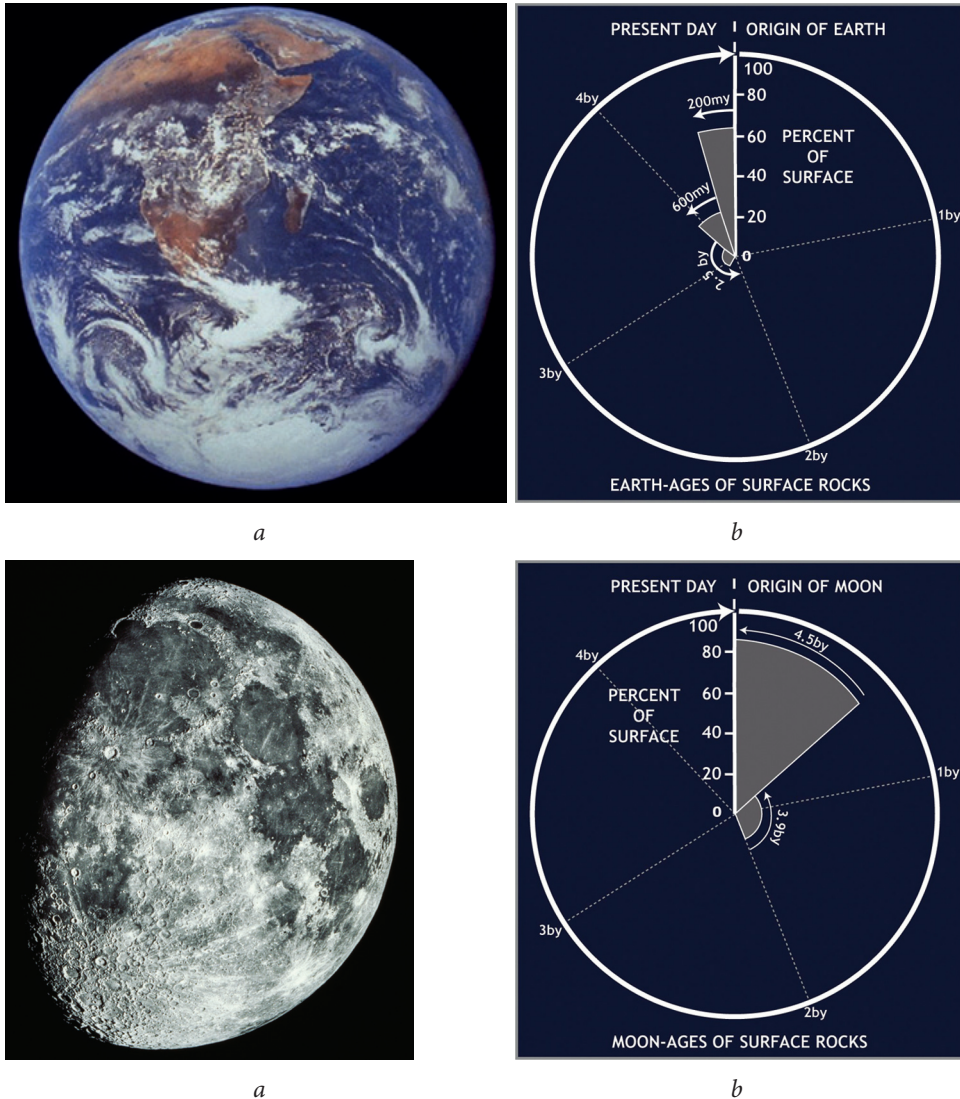 PRESENT DAY
ORIGIN OF EARTH
100
80
60
40
20
0
PERCENT
OF
SURFACE
200my
600my
2.5 by
4by
1by
3by
2by
EARTH-AGES OF SURFACE ROCKS
a
b
PRESENT DAY
ORIGIN OF MOON
100
80
60
40
20
0
PERCENT
OF
SURFACE
4.5by
3.9by
4by
1by
3by
2by
MOON-AGES OF SURFACE ROCKS
a
b